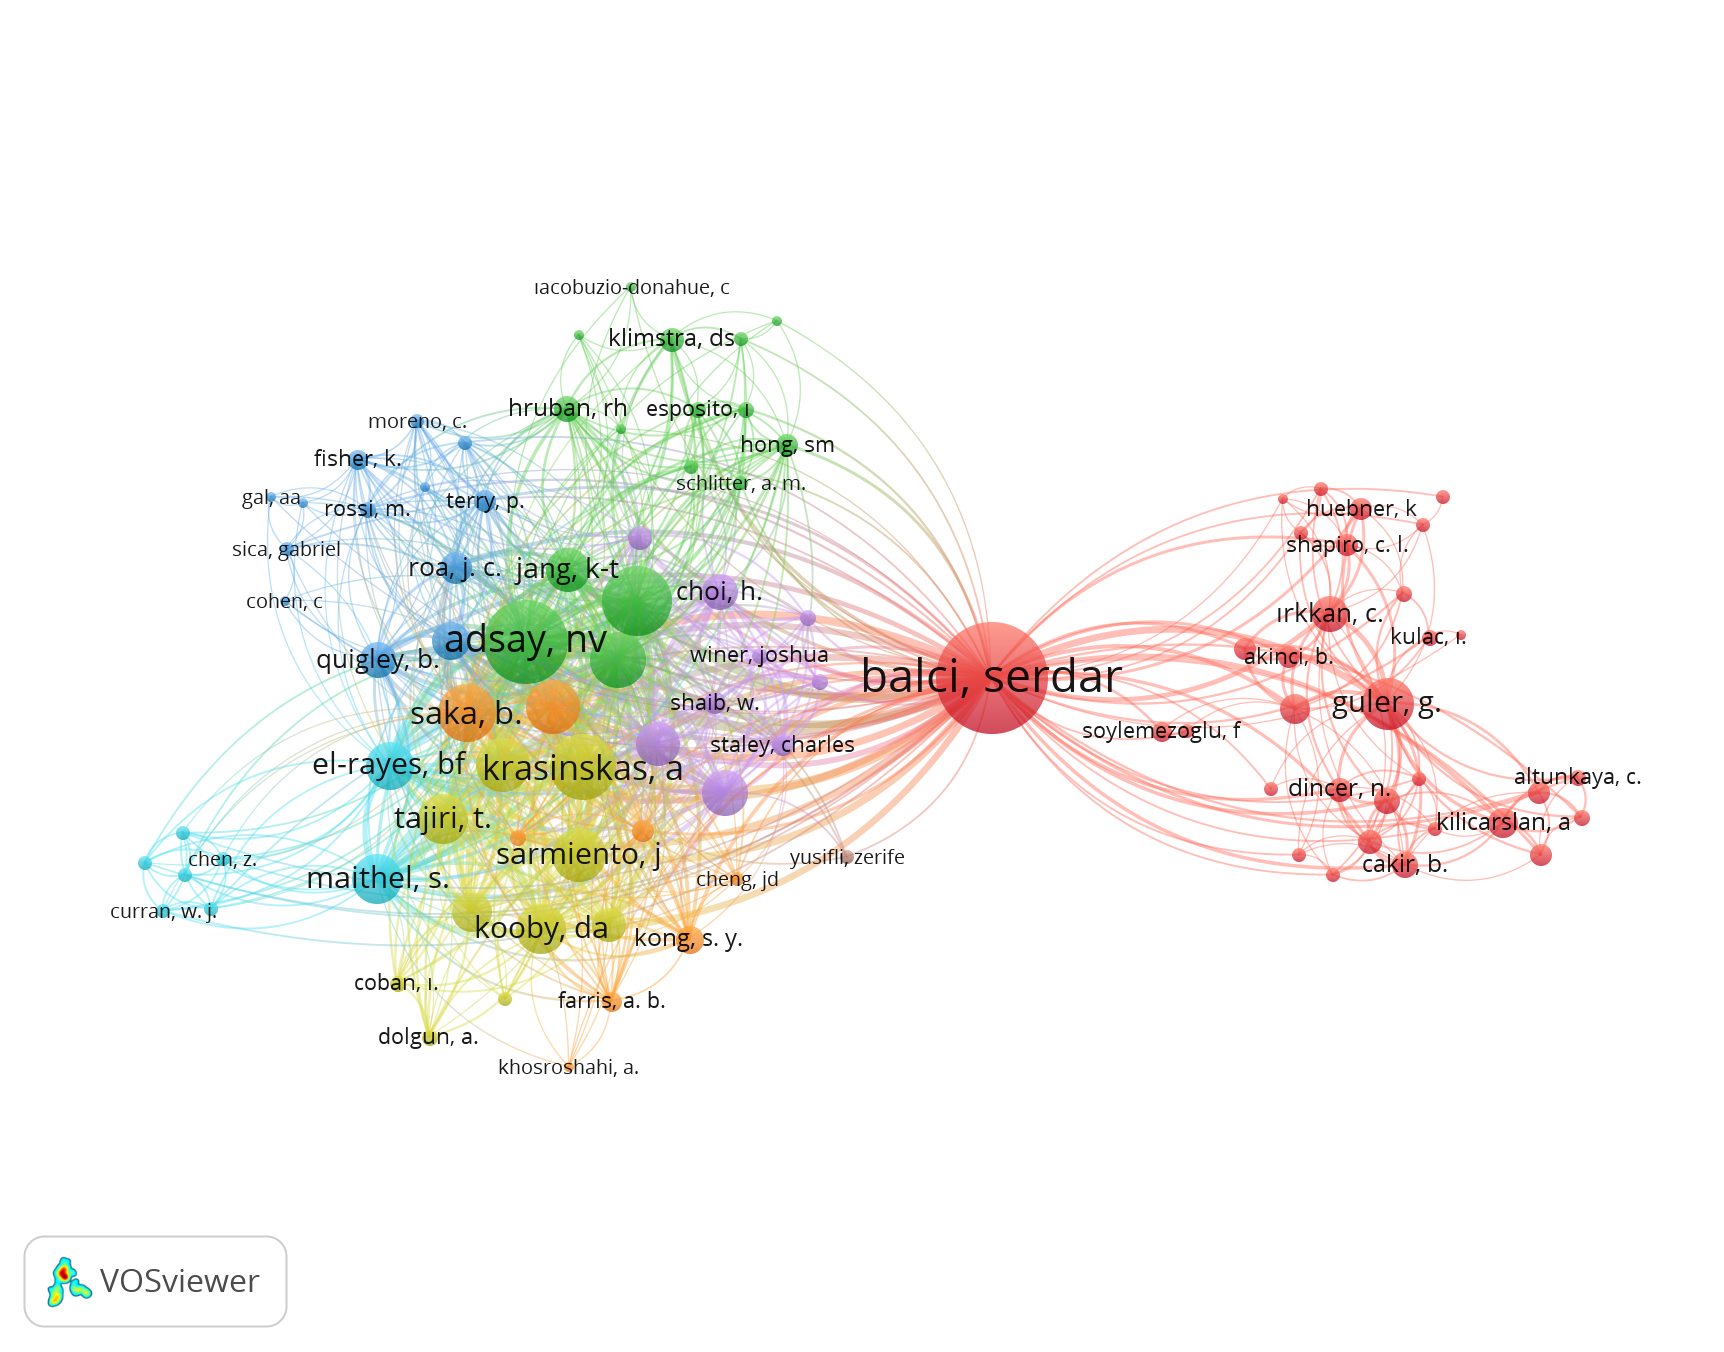 ıacobuzio-donahue, c
klimstra, ds
hruban, rh
esposito, ı
moreno, c.
hong, sm
fisher, k.
schlitter, a. m.
gal, aa
rossi, m.
terry, p.
huebner, k
shapiro, c. l.
sica, gabriel
roa, j. c.
jang, k-t
choi, h.
cohen, c
ırkkan, c.
kulac, ı.
adsay, nv
quigley, b.
winer, joshua
akinci, b.
balci, serdar
saka, b.
shaib, w.
guler, g.
soylemezoglu, f
staley, charles
el-rayes, bf
krasinskas, a
altunkaya, c.
dincer, n.
tajiri, t.
kilicarslan, a
sarmiento, j
yusifli, zerife
chen, z.
cakir, b.
maithel, s.
cheng, jd
curran, w. j.
kooby, da
kong, s. y.
coban, ı.
farris, a. b.
dolgun, a.
khosroshahi, a.
VOSviewer